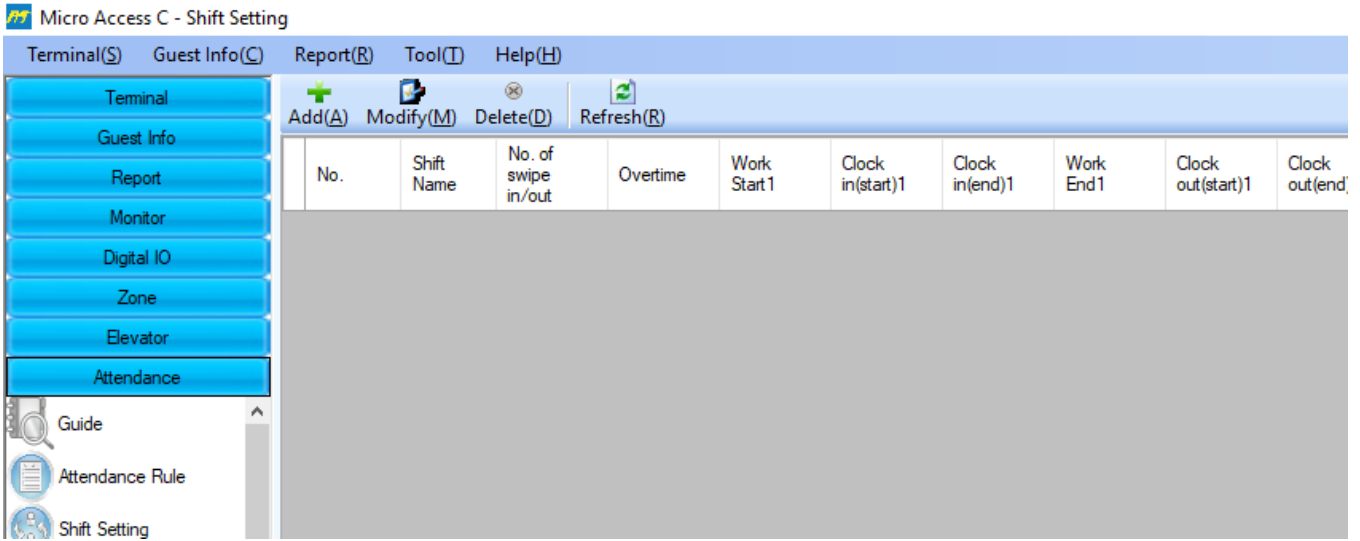 Micro Access C - Shift Setting
Terminal(S) Guest Info(C) Report(R) Tool(T) Help(H)
Terminal
Guest Info
Report
Monitor
Digital IO
Zone
Elevator
Attendance
Guide
Attendance Rule
Shift Setting
Add(A) Modify(M) Delete(D) Refresh(R)
No.
Shift
Name
No. of
swipe
in/out
Overtime
Work
Start1
Clock
in(start)1
Clock
in(end)1
Work
End1
Clock
out(start)1
Clock
out(end)